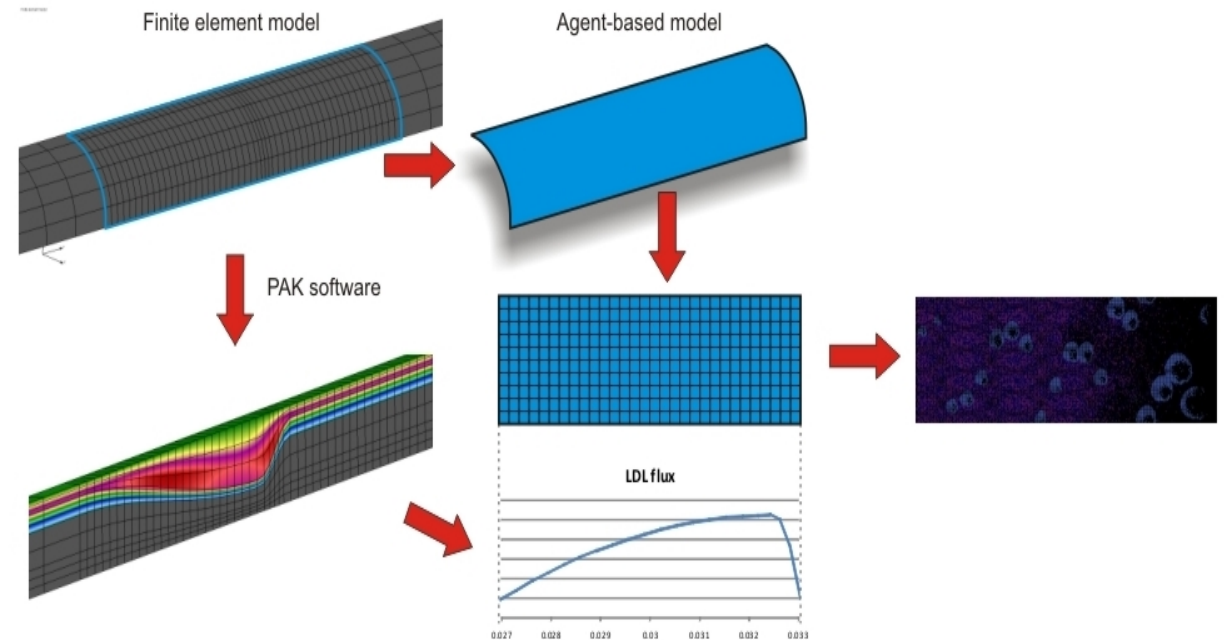 Finite element model
Agent-based model
PAK software
LDL flux
0.027 0.028 0.029 0.03 0.031 0.032 0.033